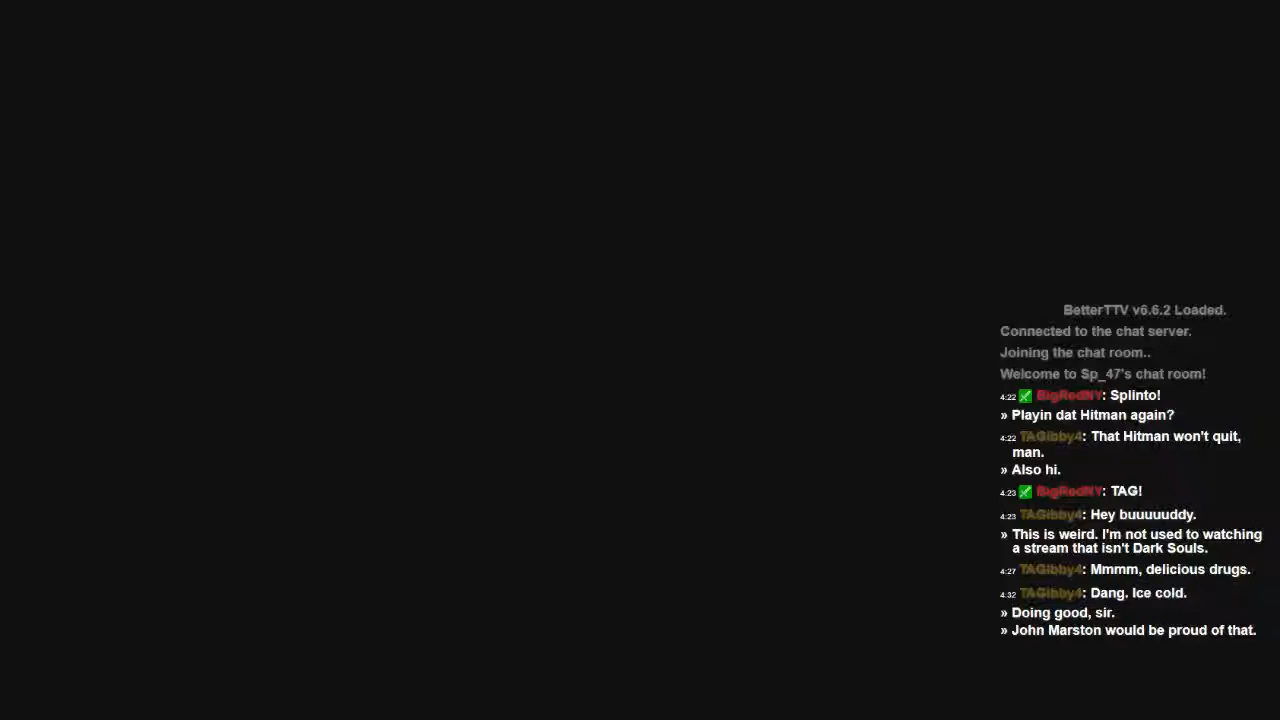 BetterTTV v6.6.2 Loaded.
Connected to the chat server.
Joining the chat room..
Welcome to Sp_47's chat room!
4:22 BigRedNY: Splinto!
» Playin dat Hitman again?
4:22 TAGibby4: That Hitman won't quit,
man.
» Also hi.
4:23 BigRedNY: TAG!
4:23 TAGibby4: Hey buuuuuddy.
» This is weird. I'm not used to watching
a stream that isn't Dark Souls.
4:27 TAGibby4: Mmmm, delicious drugs.
4:32 TAGibby4: Dang. Ice cold.
» Doing good, sir.
» John Marston would be proud of that.